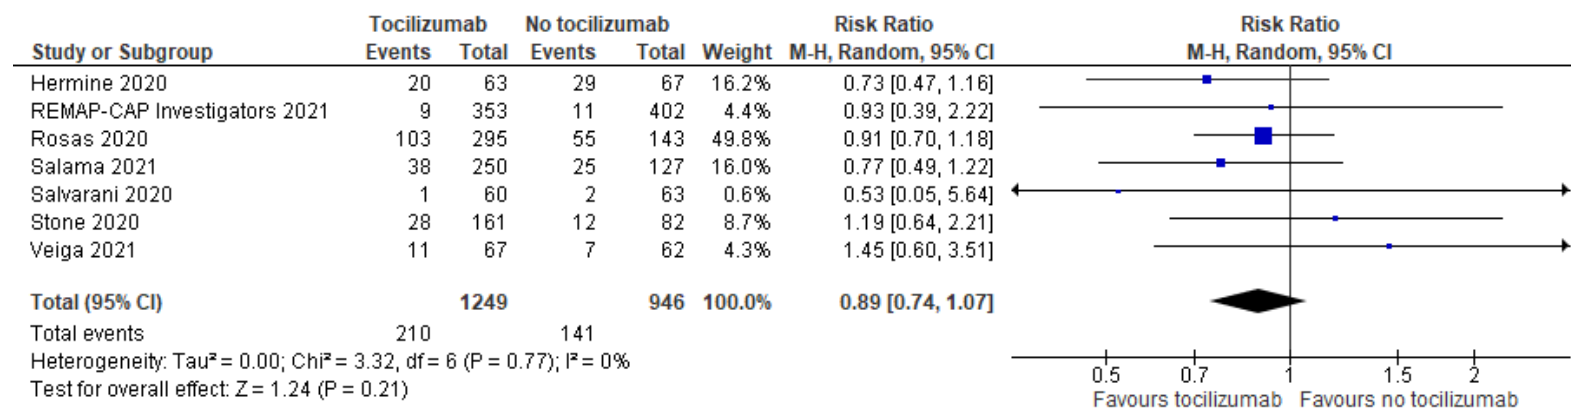 Tocilizumab No tocilizumab Risk Ratio Risk Ratio
Study or Subgroup Events Total Events Total Weight M-H, Random, 95% CI M-H, Random, 95% CI
Hermine 2020 20 63 29 67 16.2% 0.73 [0.47, 1.16]
REMAP-CAP Investigators 2021 9 353 11 402 4.4% 0.93 [0.39, 2.22]
Rosas 2020 103 295 55 143 49.8% 0.91 [0.70, 1.18]
Salama 2021 38 250 25 127 16.0% 0.77 [0.49, 1.22]
Salvarani 2020 1 60 2 63 0.6% 0.53 [0.05, 5.64]
Stone 2020 28 161 12 82 8.7% 1.19 [0.64, 2.21]
Veiga 2021 11 67 7 62 4.3% 1.45 [0.60, 3.51]
Total (95% CI) 1249 946 100.0% 0.89 [0.74, 1.07]
Total events 210 141
Heterogeneity: Tau² = 0.00; Chi² = 3.32, df = 6 (P = 0.77); I² = 0%
Test for overall effect: Z = 1.24 (P = 0.21)
0.5 0.7 1 1.5 2
Favours tocilizumab Favours no tocilizumab